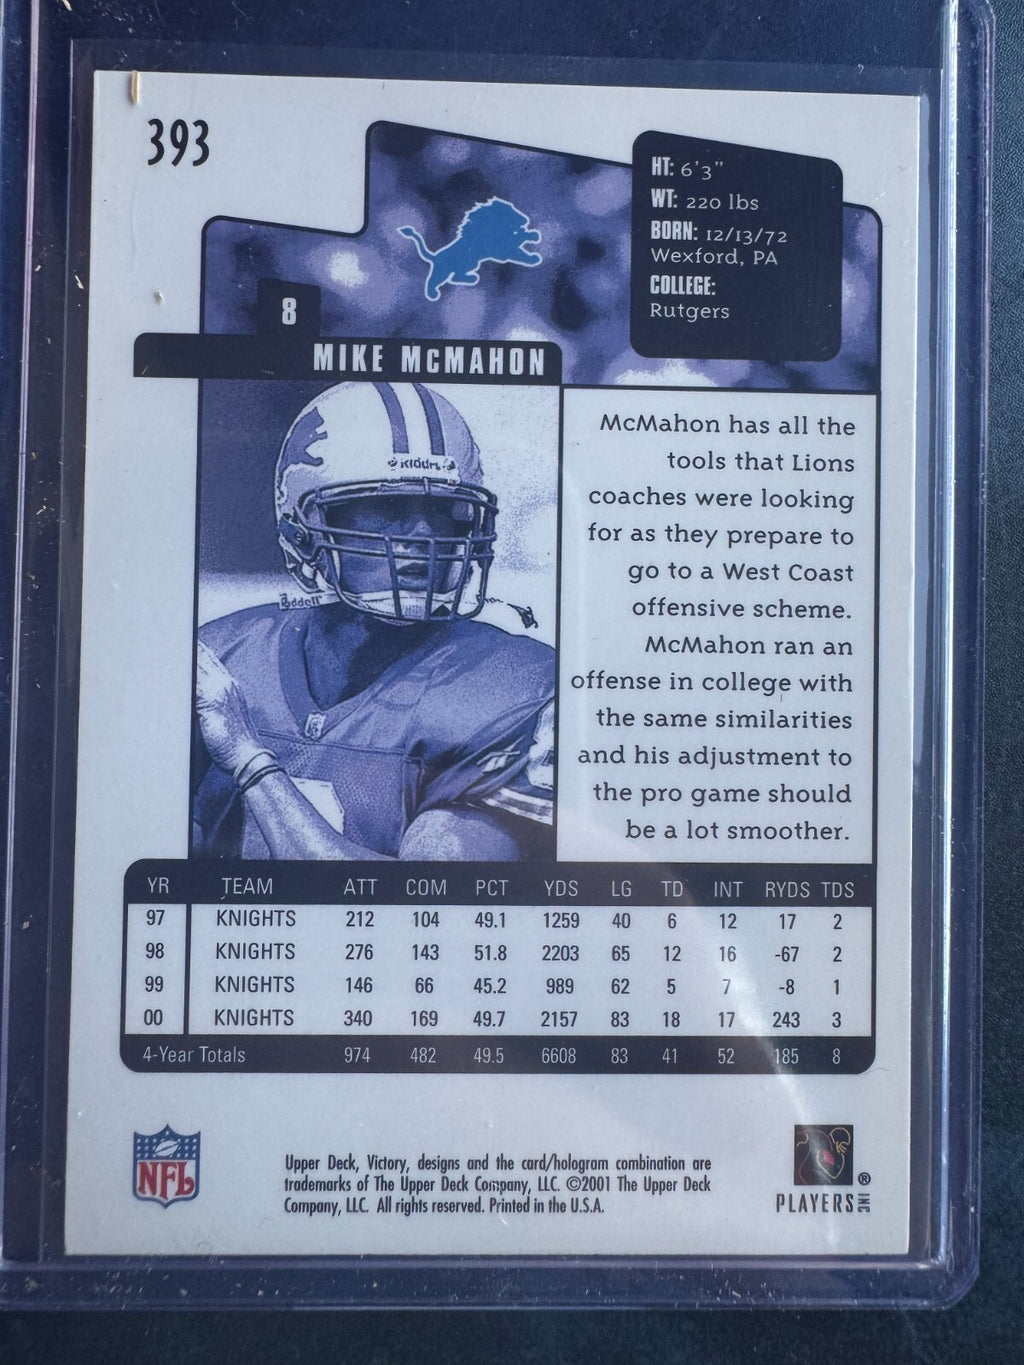 393
HT: 6'3"
WT: 220 lbs
BORN: 12/13/72
Wexford, PA
COLLEGE:
Rutgers
8
MIKE McMAHON
Riddell
Riddell
McMahon has all the
tools that Lions
coaches were looking
for as they prepare to
go to a West Coast
offensive scheme.
McMahon ran an
offense in college with
the same similarities
and his adjustment to
the pro game should
be a lot smoother.
YR TEAM ATT COM PCT YDS LG TD INT RYDS TDS
97 KNIGHTS 212 104 49.1 1259 40 6 12 17 2
98 KNIGHTS 276 143 51.8 2203 65 12 16 -67 2
99 KNIGHTS 146 66 45.2 989 62 5 7 -8 1
00 KNIGHTS 340 169 49.7 2157 83 18 17 243 3
4-Year Totals 974 482 49.5 6608 83 41 52 185 8
NFL
Upper Deck, Victory, designs and the card/hologram combination are
trademarks of The Upper Deck Company, LLC. ©2001 The Upper Deck
Company, LLC. All rights reserved. Printed in the U.S.A.
PLAYERS INC ®